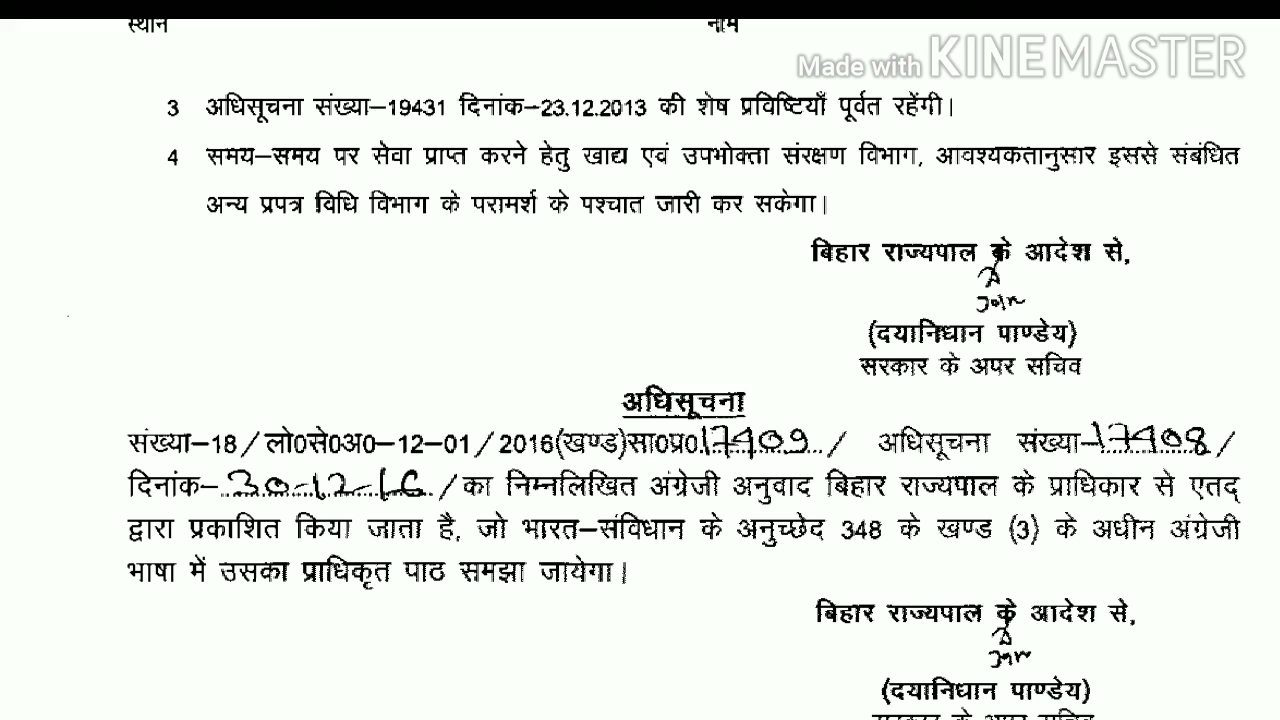 स्थान नाम
Made with KINEMASTER
3 अधिसूचना संख्या–19431 दिनांक–23.12.2013 की शेष प्रविष्टियाँ पूर्वत रहेंगी।
4 समय–समय पर सेवा प्राप्त करने हेतु खाद्य एवं उपभोक्ता संरक्षण विभाग, आवश्यकतानुसार इससे संबंधित
अन्य प्रपत्र विधि विभाग के परामर्श के पश्चात जारी कर सकेगा।
बिहार राज्यपाल के आदेश से,
(दयानिधान पाण्डेय)
सरकार के अपर सचिव
अधिसूचना
संख्या–18/लो0से0अ0–12–01/2016(खण्ड)सा0प्र0.17409/ अधिसूचना संख्या–17408/
दिनांक–30-12-16/का निम्नलिखित अंग्रेजी अनुवाद बिहार राज्यपाल के प्राधिकार से एतद्
द्वारा प्रकाशित किया जाता है, जो भारत–संविधान के अनुच्छेद 348 के खण्ड (3) के अधीन अंग्रेजी
भाषा में उसका प्राधिकृत पाठ समझा जायेगा।
बिहार राज्यपाल के आदेश से,
(दयानिधान पाण्डेय)
सरकार के अपर सचिव